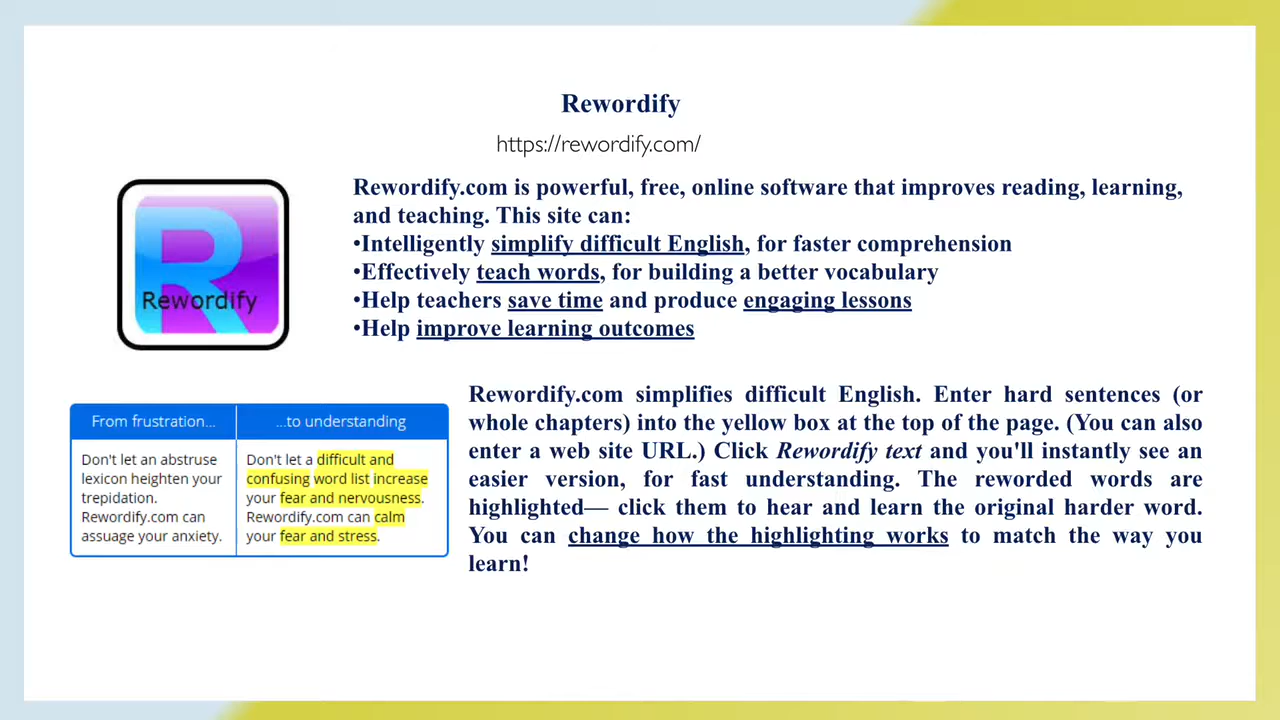 Rewordify
https://rewordify.com/
Rewordify.com is powerful, free, online software that improves reading, learning,
and teaching. This site can:
•Intelligently simplify difficult English, for faster comprehension
•Effectively teach words, for building a better vocabulary
•Help teachers save time and produce engaging lessons
•Help improve learning outcomes
Rewordify
From frustration...
Don't let an abstruse
lexicon heighten your
trepidation.
Rewordify.com can
assuage your anxiety.
...to understanding
Don't let a difficult and
confusing word list increase
your fear and nervousness.
Rewordify.com can calm
your fear and stress.
Rewordify.com simplifies difficult English. Enter hard sentences (or
whole chapters) into the yellow box at the top of the page. (You can also
enter a web site URL.) Click Rewordify text and you'll instantly see an
easier version, for fast understanding. The reworded words are
highlighted— click them to hear and learn the original harder word.
You can change how the highlighting works to match the way you
learn!